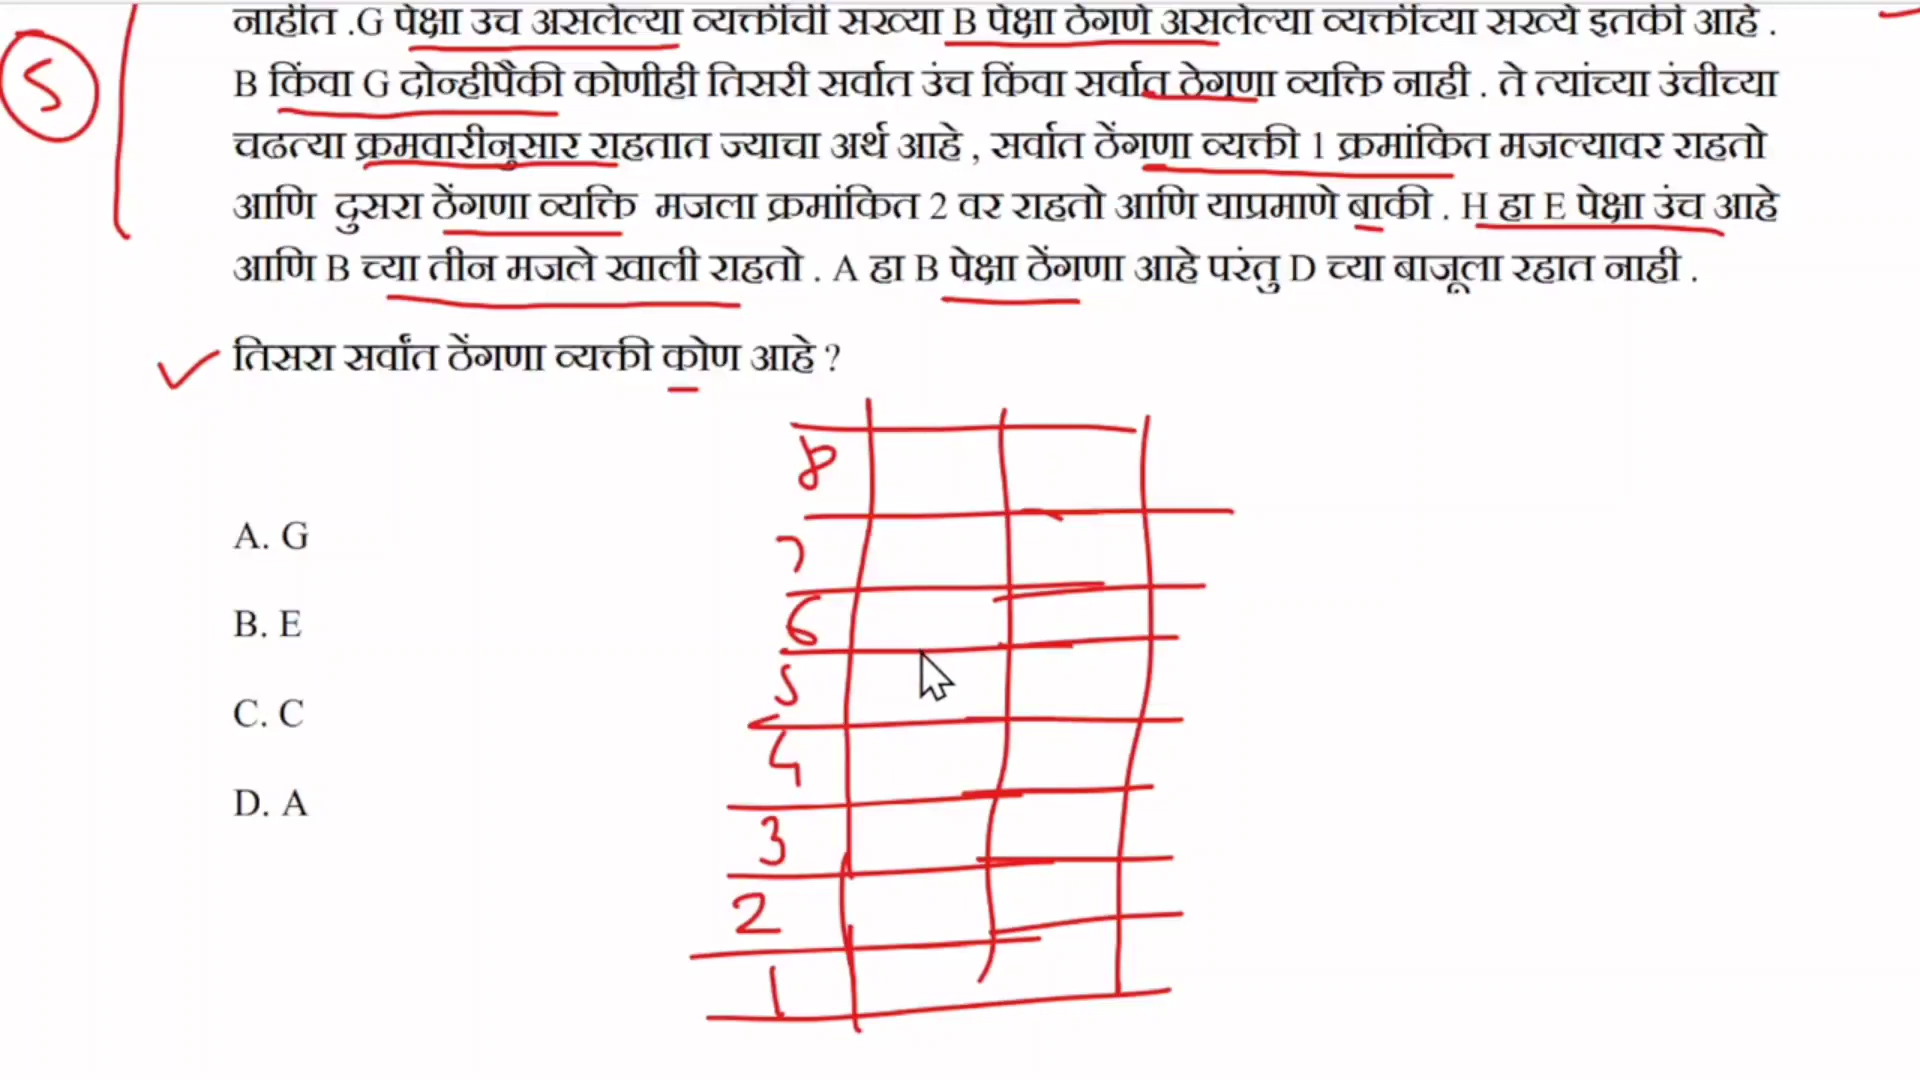 नाहीत .G पेक्षा उंच असलेल्या व्यक्तींची संख्या B पेक्षा ठेगणे असलेल्या व्यक्तींच्या संख्ये इतकी आहे .
5
B किंवा G दोन्हीपैकी कोणीही तिसरी सर्वात उंच किंवा सर्वात ठेगणा व्यक्ति नाही . ते त्यांच्या उंचीच्या
चढत्या क्रमवारीनुसार राहतात ज्याचा अर्थ आहे , सर्वात ठेंगणा व्यक्ती 1 क्रमांकित मजल्यावर राहतो
आणि दुसरा ठेंगणा व्यक्ति मजला क्रमांकित 2 वर राहतो आणि याप्रमाणे बाकी . H हा E पेक्षा उंच आहे
आणि B च्या तीन मजले खाली राहतो . A हा B पेक्षा ठेंगणा आहे परंतु D च्या बाजूला रहात नाही .
तिसरा सर्वांत ठेंगणा व्यक्ती कोण आहे ?
A. G
B. E
C. C
D. A
8
7
6
5
4
3
2
1